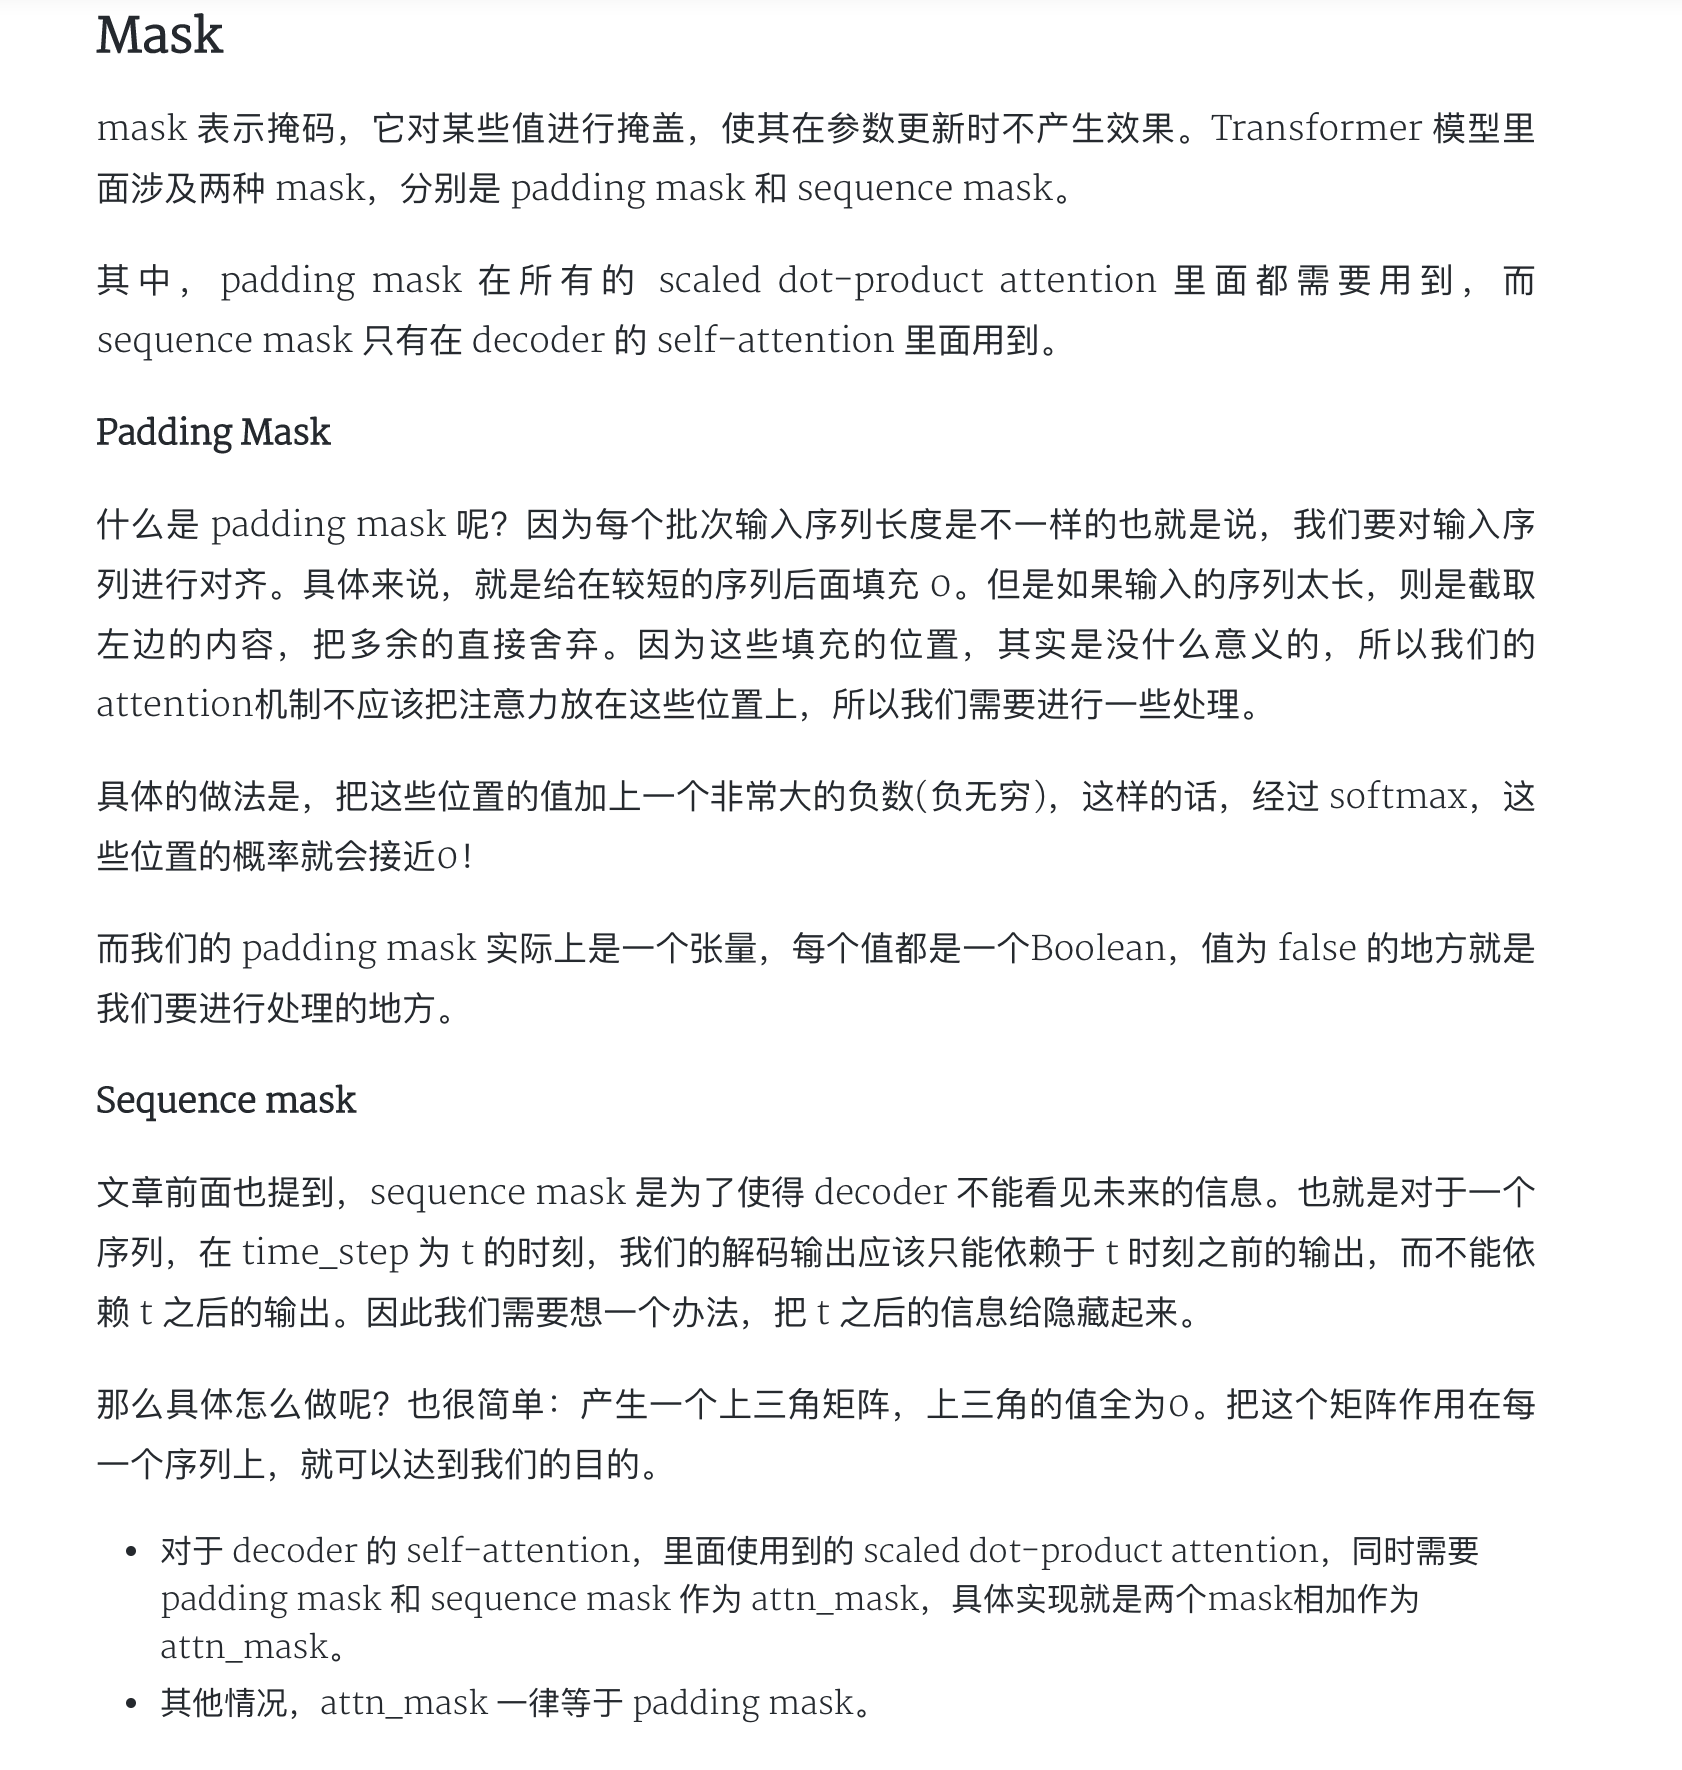 Mask
mask 表示掩码，它对某些值进行掩盖，使其在参数更新时不产生效果。Transformer 模型里
面涉及两种 mask，分别是 padding mask 和 sequence mask。
其中，padding mask 在所有的 scaled dot-product attention 里面都需要用到，而
sequence mask 只有在 decoder 的 self-attention 里面用到。
Padding Mask
什么是 padding mask 呢？因为每个批次输入序列长度是不一样的也就是说，我们要对输入序
列进行对齐。具体来说，就是给在较短的序列后面填充 0。但是如果输入的序列太长，则是截取
左边的内容，把多余的直接舍弃。因为这些填充的位置，其实是没什么意义的，所以我们的
attention机制不应该把注意力放在这些位置上，所以我们需要进行一些处理。
具体的做法是，把这些位置的值加上一个非常大的负数(负无穷)，这样的话，经过 softmax，这
些位置的概率就会接近0！
而我们的 padding mask 实际上是一个张量，每个值都是一个Boolean，值为 false 的地方就是
我们要进行处理的地方。
Sequence mask
文章前面也提到，sequence mask 是为了使得 decoder 不能看见未来的信息。也就是对于一个
序列，在 time_step 为 t 的时刻，我们的解码输出应该只能依赖于 t 时刻之前的输出，而不能依
赖 t 之后的输出。因此我们需要想一个办法，把 t 之后的信息给隐藏起来。
那么具体怎么做呢？也很简单：产生一个上三角矩阵，上三角的值全为0。把这个矩阵作用在每
一个序列上，就可以达到我们的目的。
• 对于 decoder 的 self-attention，里面使用到的 scaled dot-product attention，同时需要
padding mask 和 sequence mask 作为 attn_mask，具体实现就是两个mask相加作为
attn_mask。
• 其他情况，attn_mask 一律等于 padding mask。